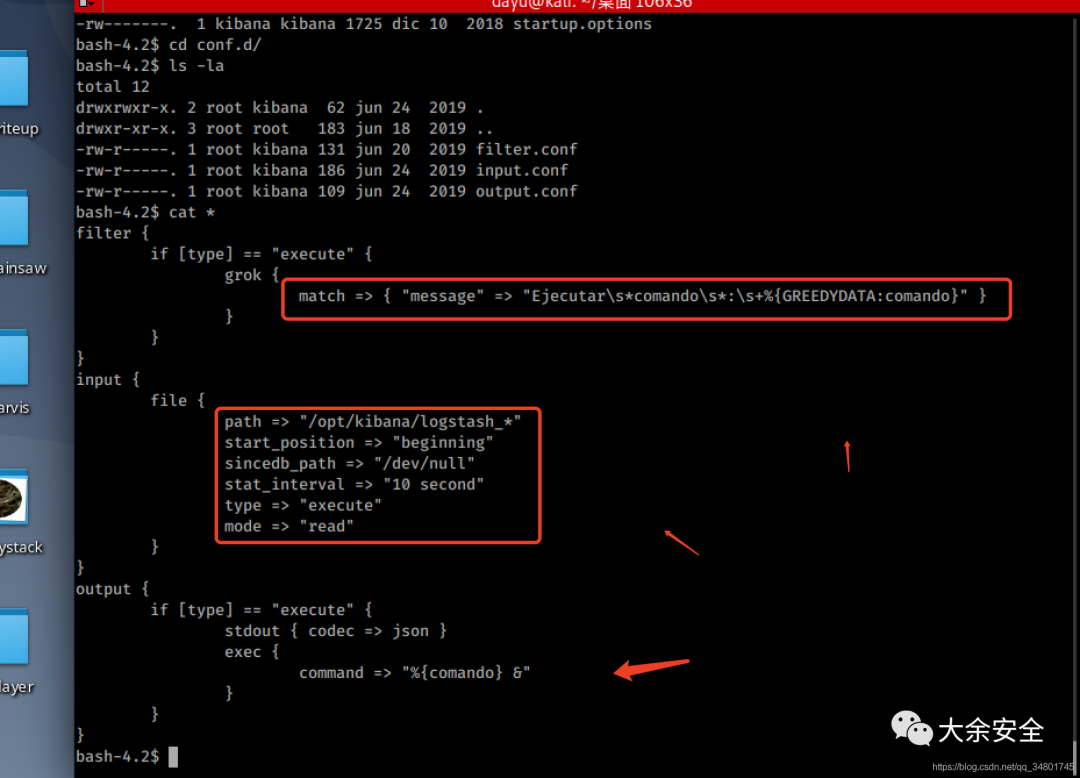 dayu@kali: ~/桌面 106x36
-rw-------.  1 kibana kibana 1725 dic 10  2018 startup.options
bash-4.2$ cd conf.d/
bash-4.2$ ls -la
total 12
drwxrwxr-x. 2 root kibana  62 jun 24  2019 .
drwxr-xr-x. 3 root root   183 jun 18  2019 ..
-rw-r-----. 1 root kibana 131 jun 20  2019 filter.conf
-rw-r-----. 1 root kibana 186 jun 24  2019 input.conf
-rw-r-----. 1 root kibana 109 jun 24  2019 output.conf
bash-4.2$ cat *
filter {
        if [type] == "execute" {
                grok {
                        match => { "message" => "Ejecutar\s*comando\s*:\s+%{GREEDYDATA:comando}" }
                }
        }
}
input {
        file {
                path => "/opt/kibana/logstash_*"
                start_position => "beginning"
                sincedb_path => "/dev/null"
                stat_interval => "10 second"
                type => "execute"
                mode => "read"
        }
}
output {
        if [type] == "execute" {
                stdout { codec => json }
                exec {
                        command => "%{comando} &"
                }
        }
}
bash-4.2$
riteup
ainsaw
arvis
ystack
layer
大余安全
https://blog.csdn.net/qq_34801745